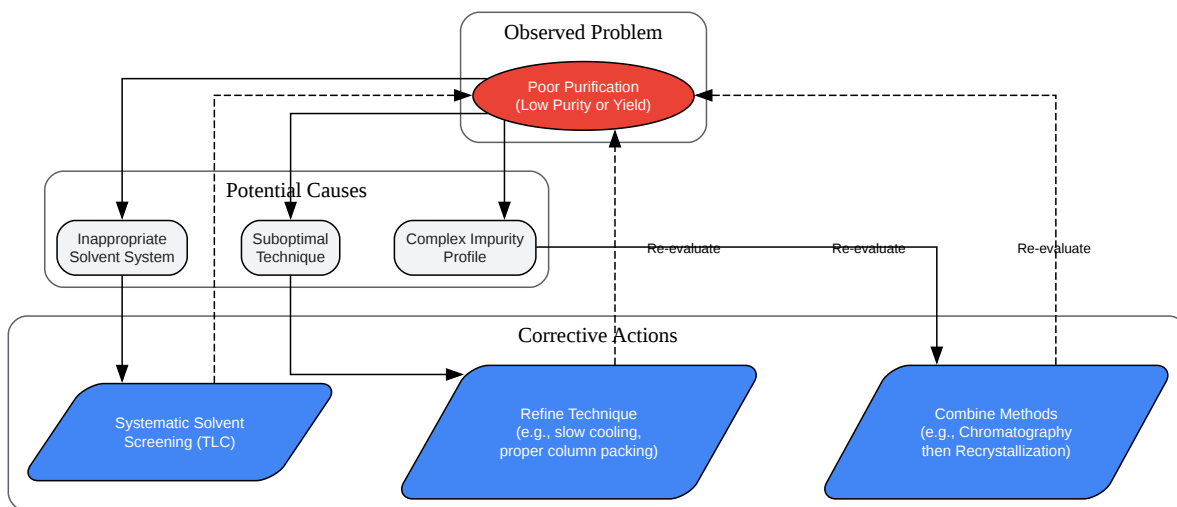 Observed Problem
Poor Purification
(Low Purity or Yield)
Potential Causes
Inappropriate
Solvent System
Suboptimal
Technique
Complex Impurity
Profile
Re-evaluate
Re-evaluate
Re-evaluate
Corrective Actions
Systematic Solvent
Screening (TLC)
Refine Technique
(e.g., slow cooling,
proper column packing)
Combine Methods
(e.g., Chromatography
then Recrystallization)